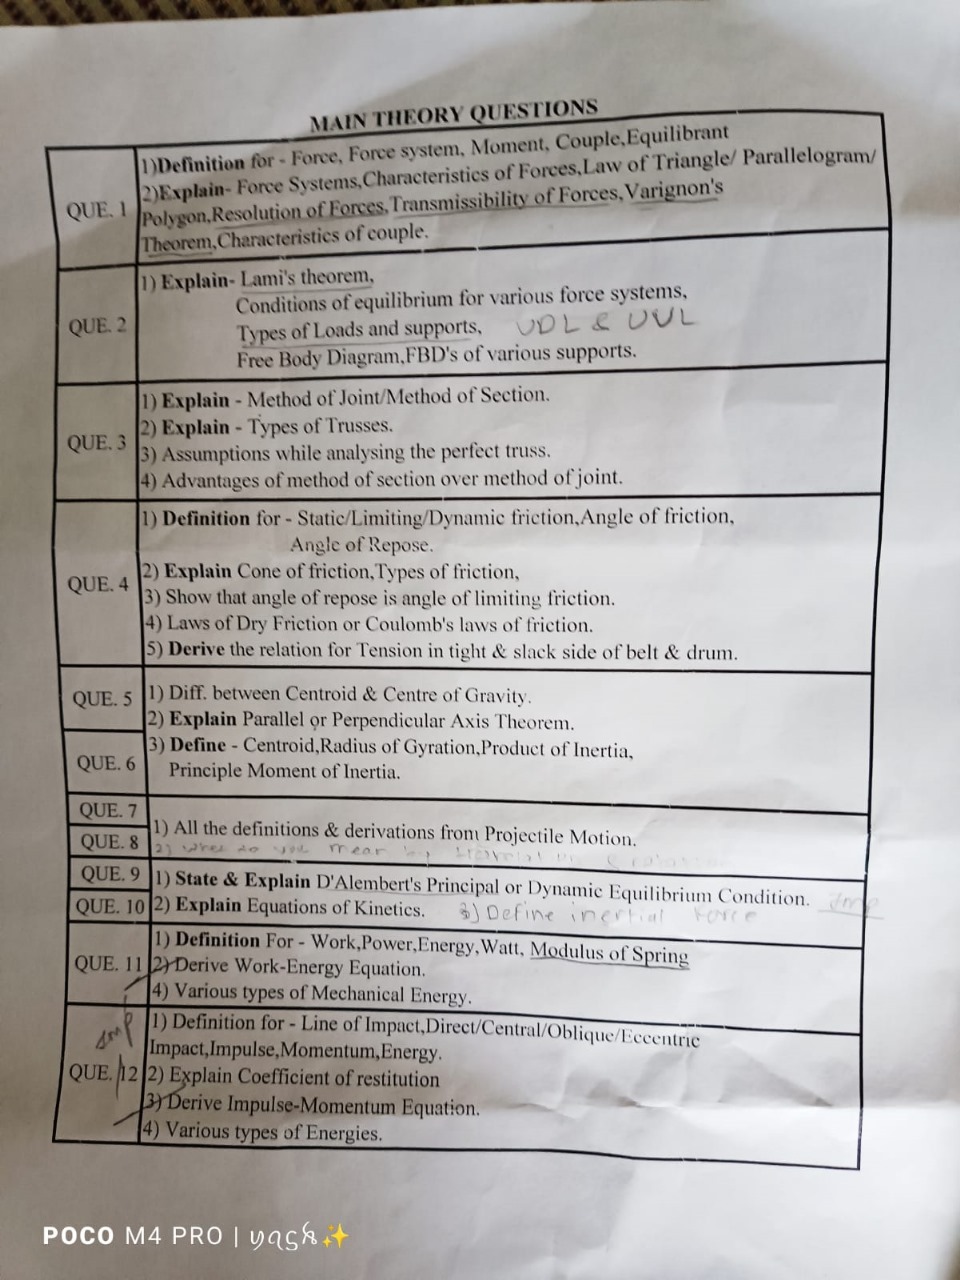 MAIN THEORY QUESTIONS
QUE. 1
1)Definition for - Force, Force system, Moment, Couple,Equilibrant
2)Explain- Force Systems,Characteristics of Forces,Law of Triangle/ Parallelogram/
Polygon,Resolution of Forces,Transmissibility of Forces,Varignon's
Theorem,Characteristics of couple.
QUE. 2
1) Explain- Lami's theorem,
Conditions of equilibrium for various force systems,
Types of Loads and supports, UDL & UVL
Free Body Diagram,FBD's of various supports.
QUE. 3
1) Explain - Method of Joint/Method of Section.
2) Explain - Types of Trusses.
3) Assumptions while analysing the perfect truss.
4) Advantages of method of section over method of joint.
QUE. 4
1) Definition for - Static/Limiting/Dynamic friction,Angle of friction,
Angle of Repose.
2) Explain Cone of friction,Types of friction,
3) Show that angle of repose is angle of limiting friction.
4) Laws of Dry Friction or Coulomb's laws of friction.
5) Derive the relation for Tension in tight & slack side of belt & drum.
QUE. 5
1) Diff. between Centroid & Centre of Gravity.
2) Explain Parallel or Perpendicular Axis Theorem.
QUE. 6
3) Define - Centroid,Radius of Gyration,Product of Inertia,
Principle Moment of Inertia.
QUE. 7
QUE. 8
1) All the definitions & derivations from Projectile Motion.
2) what do you mean by
QUE. 9
1) State & Explain D'Alembert's Principal or Dynamic Equilibrium Condition. Imp
QUE. 10
2) Explain Equations of Kinetics. 3) Define inertial Force
QUE. 11
1) Definition For - Work,Power,Energy,Watt, Modulus of Spring
2) Derive Work-Energy Equation.
4) Various types of Mechanical Energy.
Imp
QUE. 12
1) Definition for - Line of Impact,Direct/Central/Oblique/Eccentric
Impact,Impulse,Momentum,Energy.
2) Explain Coefficient of restitution
3) Derive Impulse-Momentum Equation.
4) Various types of Energies.
POCO M4 PRO | yash✨